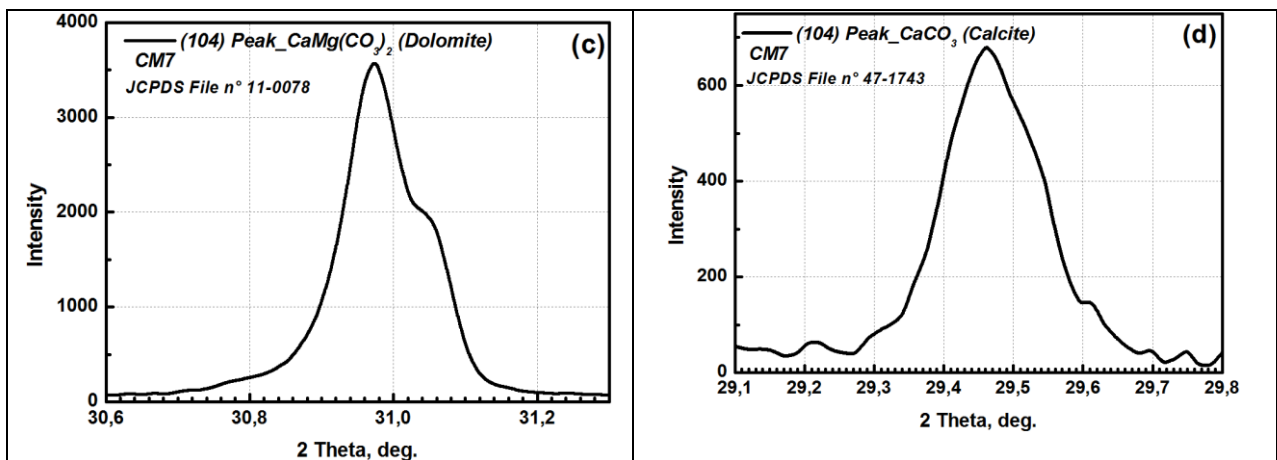 4000
3000
2000
1000
0
Intensity
(104) Peak_CaMg(CO3)2 (Dolomite)
CM7
JCPDS File n° 11-0078
(c)
30,6 30,8 31,0 31,2
2 Theta, deg.
600
400
200
0
Intensity
(104) Peak_CaCO3 (Calcite)
CM7
JCPDS File n° 47-1743
(d)
29,1 29,2 29,3 29,4 29,5 29,6 29,7 29,8
2 Theta, deg.